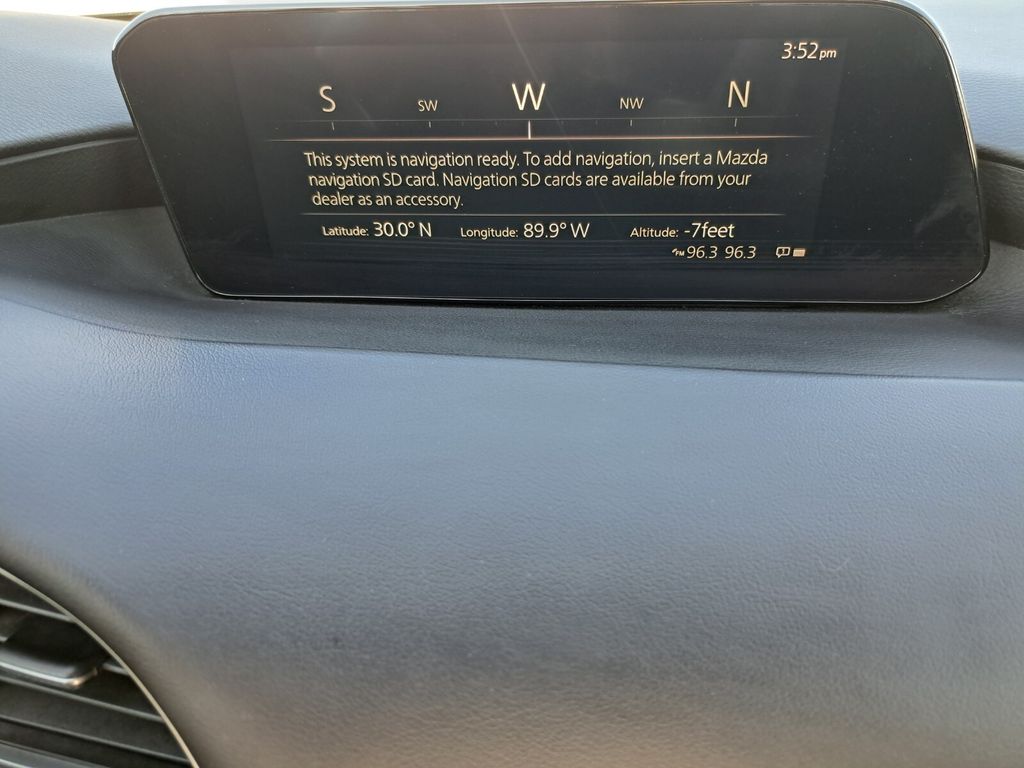 3:52pm
S SW W NW N
This system is navigation ready. To add navigation, insert a Mazda
navigation SD card. Navigation SD cards are available from your
dealer as an accessory.
Latitude: 30.0° N Longitude: 89.9° W Altitude: -7feet
FM 96.3 96.3